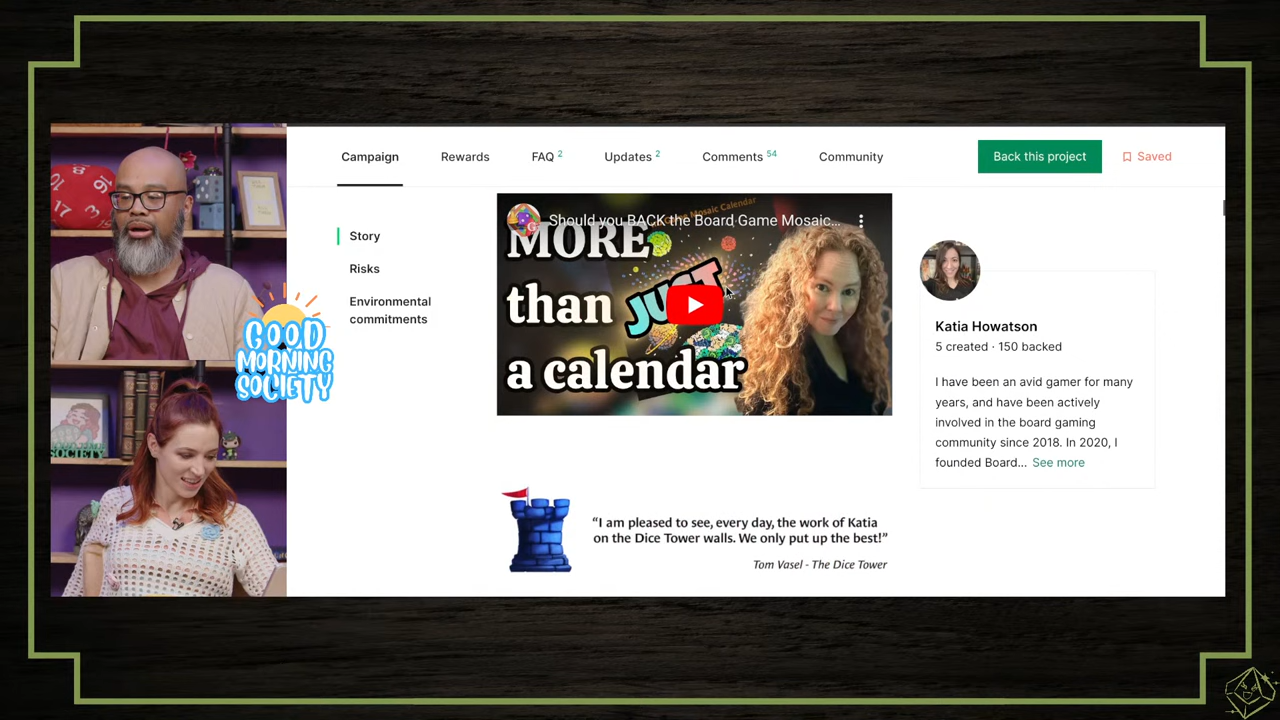 Campaign
Rewards
FAQ 2
Updates 2
Comments 54
Community
Back this project
Saved
GOOD
MORNING
SOCIETY
SOCIETY
Story
Risks
Environmental
commitments
Should you BACK the Board Game Mosaic...
Game Mosaic Calendar
MORE
than JUST
a calendar
Katia Howatson
5 created · 150 backed
I have been an avid gamer for many
years, and have been actively
involved in the board gaming
community since 2018. In 2020, I
founded Board... See more
“I am pleased to see, every day, the work of Katia
on the Dice Tower walls. We only put up the best!”
Tom Vasel - The Dice Tower